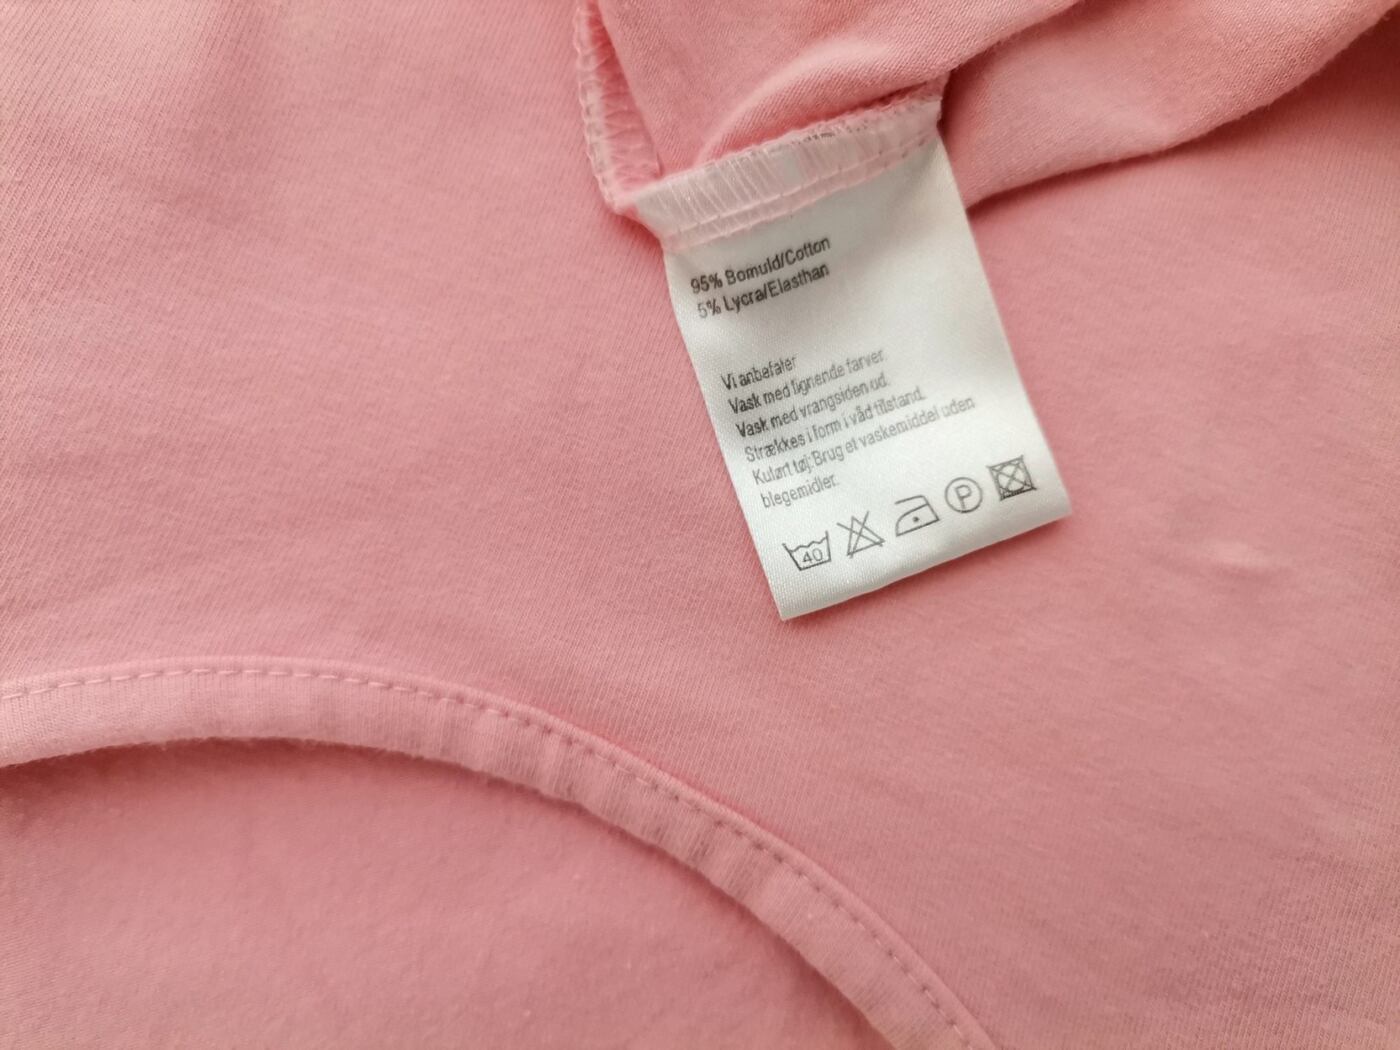 95% Bomuld/Cotton
5% Lycra/Elasthan
Vi anbefaler
Vask med lignende farver.
Vask med vrangsiden ud.
Strækkes i form i våd tilstand.
Kulørt tøj: Brug et vaskemiddel uden
blegemidler.
40 P